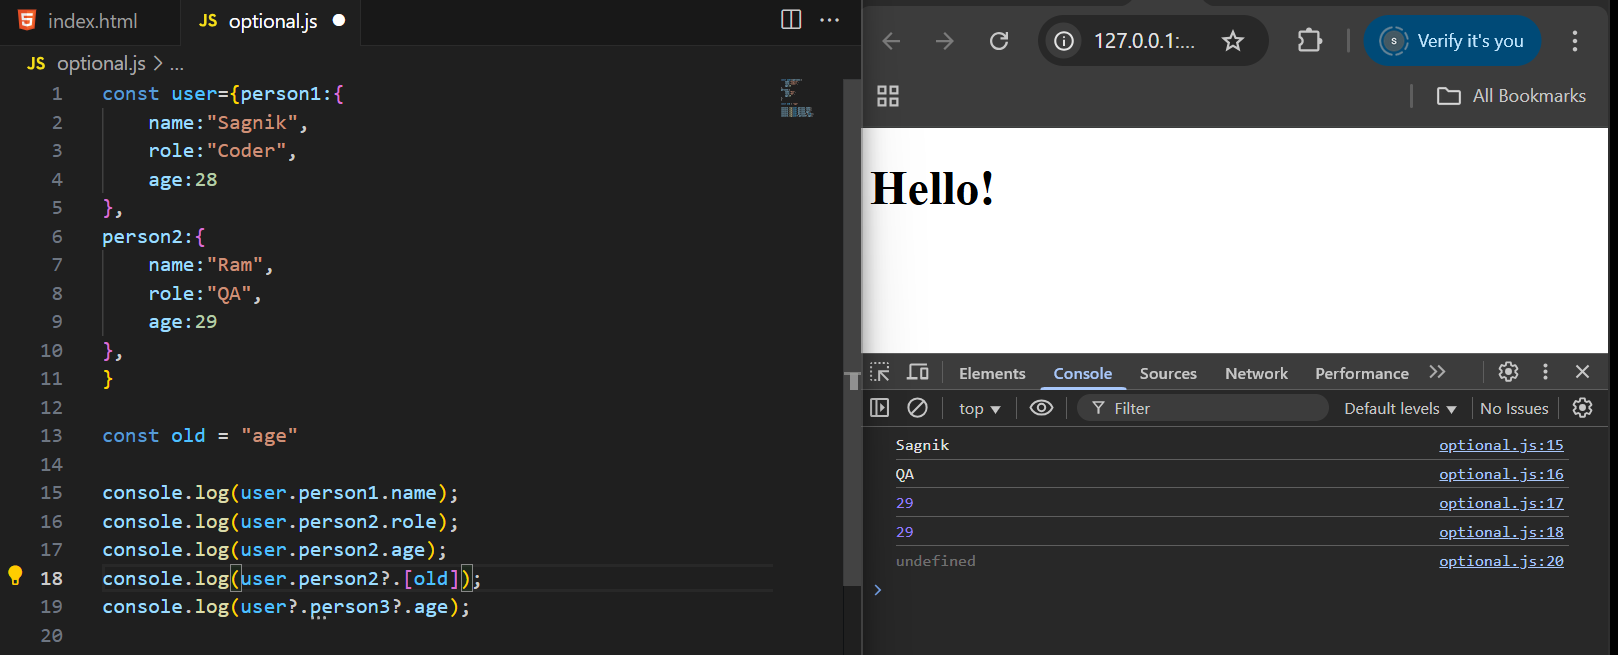 index.html
JS optional.js
JS optional.js > ...
1 const user={person1:{
2 name:"Sagnik",
3 role:"Coder",
4 age:28
5 },
6 person2:{
7 name:"Ram",
8 role:"QA",
9 age:29
10 },
11 }
12
13 const old = "age"
14
15 console.log(user.person1.name);
16 console.log(user.person2.role);
17 console.log(user.person2.age);
18 console.log(user.person2?.[old]);
19 console.log(user?.person3?.age);
20
127.0.0.1:...
S Verify it's you
All Bookmarks
Hello!
Elements Console Sources Network Performance
top Filter Default levels No Issues
Sagnik optional.js:15
QA optional.js:16
29 optional.js:17
29 optional.js:18
undefined optional.js:20